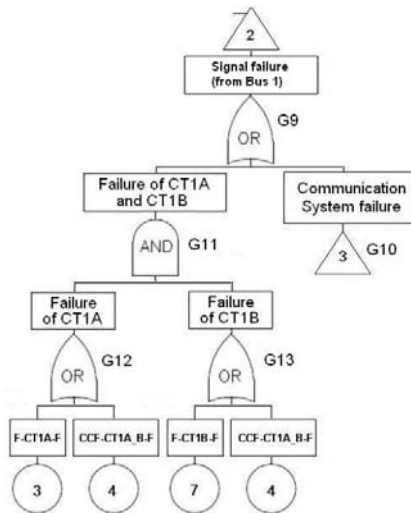 2
Signal failure
(from Bus 1)
G9
OR
Failure of CT1A
and CT1B
Communication
System failure
AND
G11
3
G10
Failure
of CT1A
Failure
of CT1B
OR
G12
OR
G13
F-CT1A-F
CCF-CT1A_B-F
F-CT1B-F
CCF-CT1A_B-F
3
4
7
4